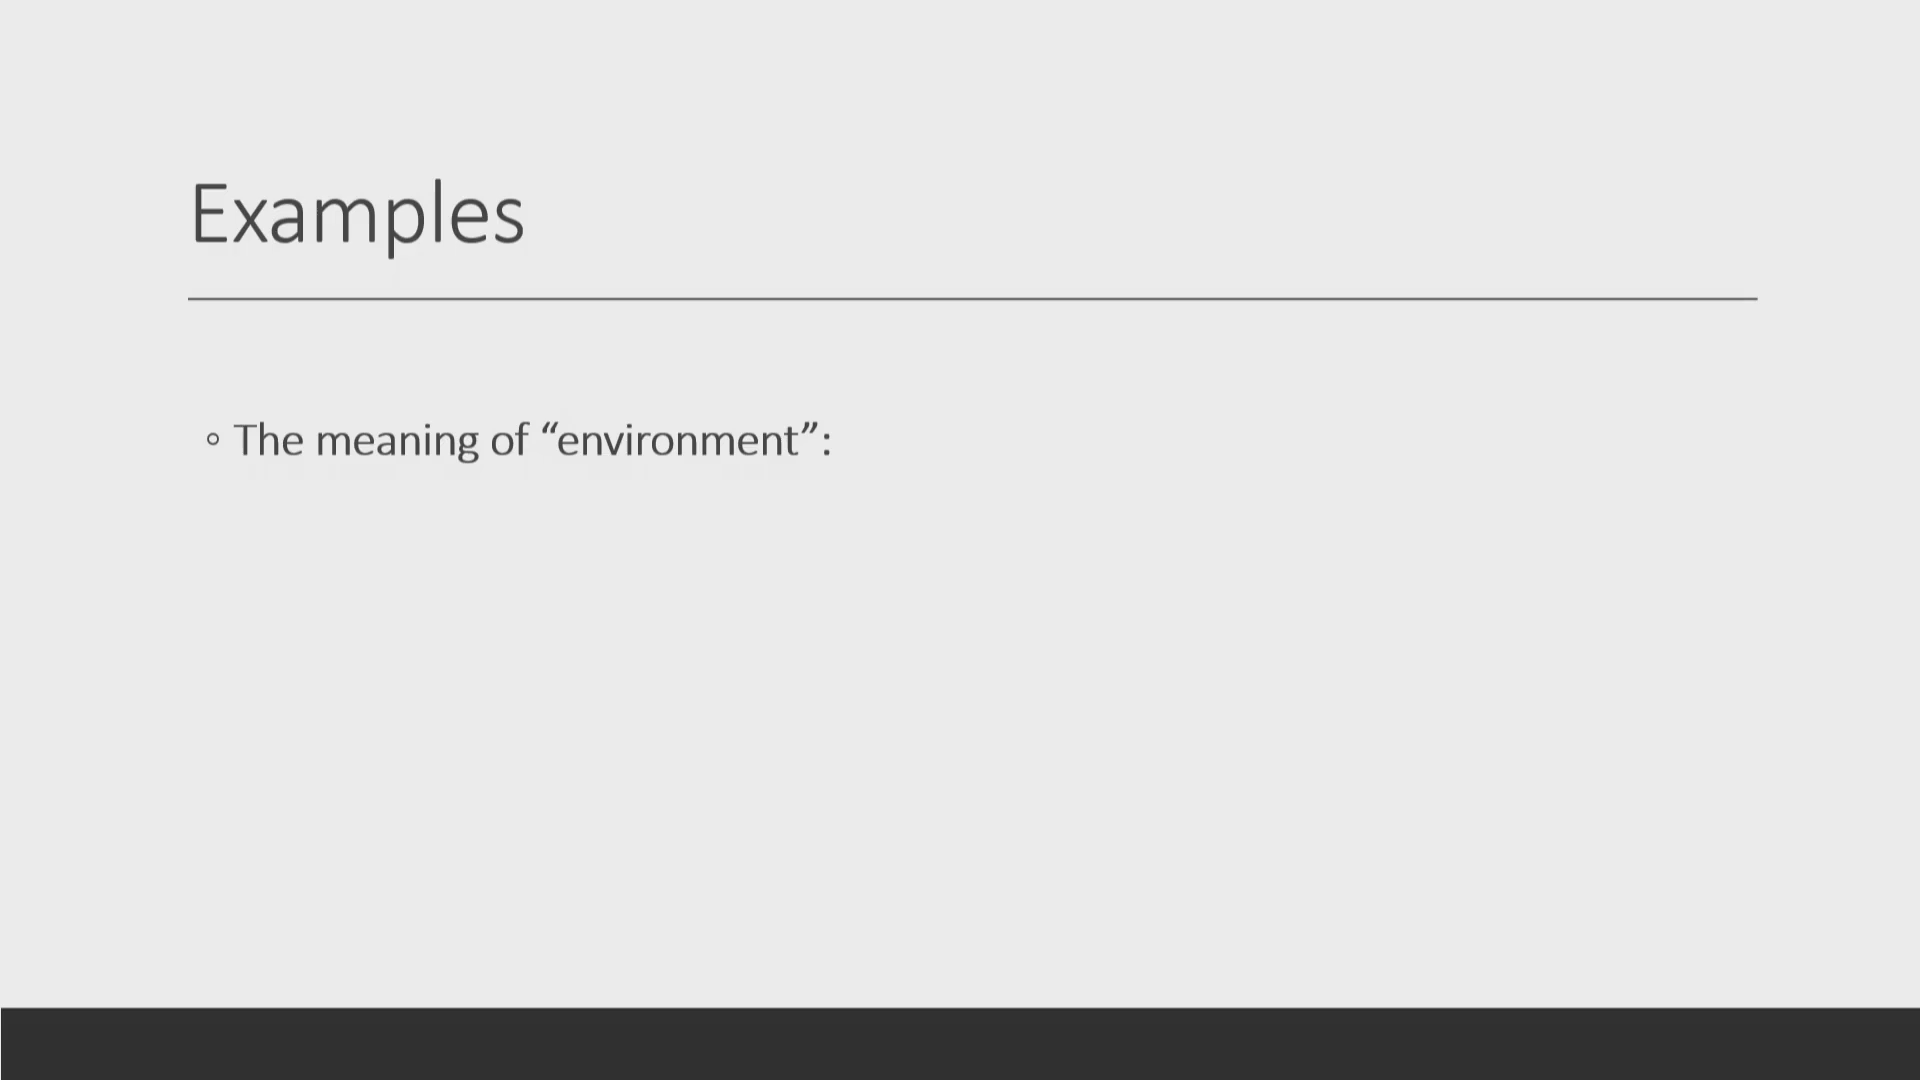 Examples
◦ The meaning of “environment”: